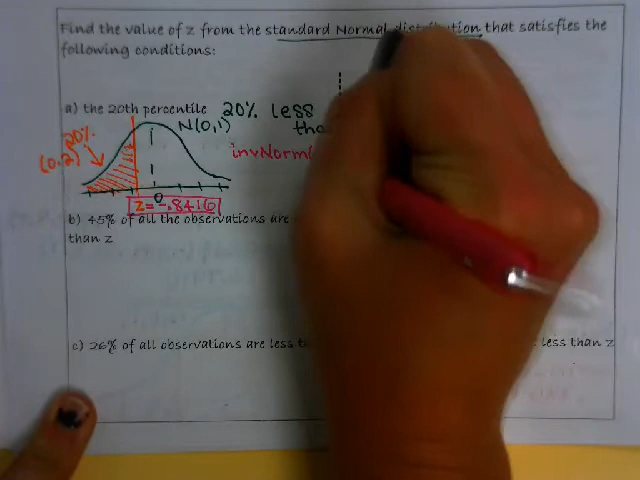 Find the value of z from the standard Normal distribution that satisfies the
following conditions:
a) the 20th percentile 20% less
N(0,1)
20%
(0.2)
invNorm(
0
z = -.8416
b) 45% of all the observations are
than z
c) 26% of all observations are less less than z